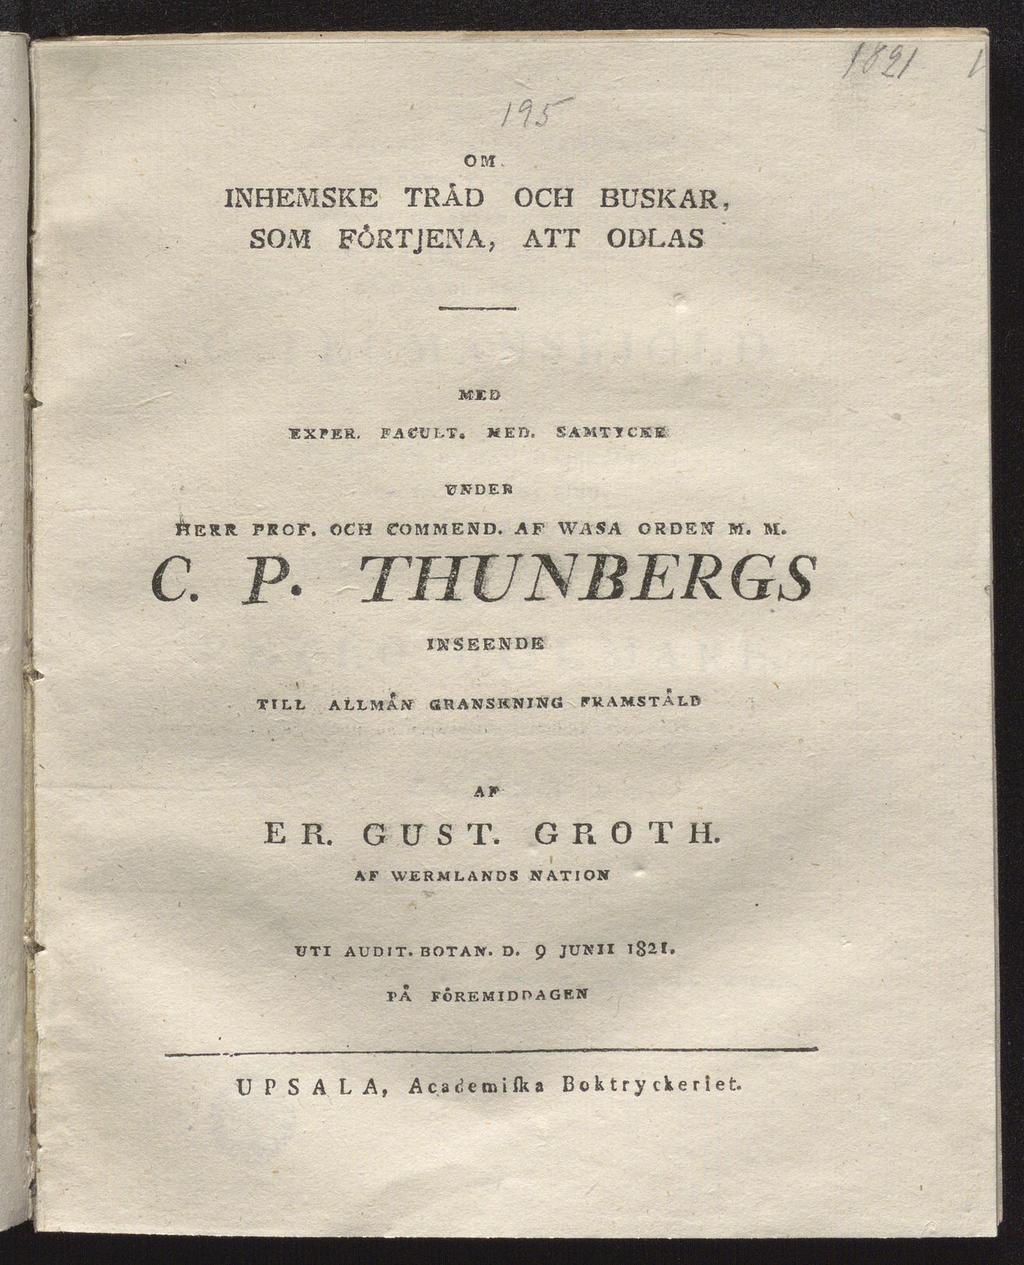 1821
195
OM
INHEMSKE TRÅD OCH BUSKAR,
SOM FÖRTJENA, ATT ODLAS
MED
EXPER. FACULT. MED. SAMTYCKE
UNDER
HERR PROF. OCH COMMEND. AF WASA ORDEN M. M.
C. P. THUNBERGS
INSEENDE
TILL ALLMÅN GRANSKNING FRAMSTÅLD
AF
ER. GUST. GROTH.
AF WERMLANDS NATION
UTI AUDIT. BOTAN. D. 9 JUNII 1821.
PÅ FÖREMIDDAGEN
UPSALA, Academiſka Boktryckeriet.